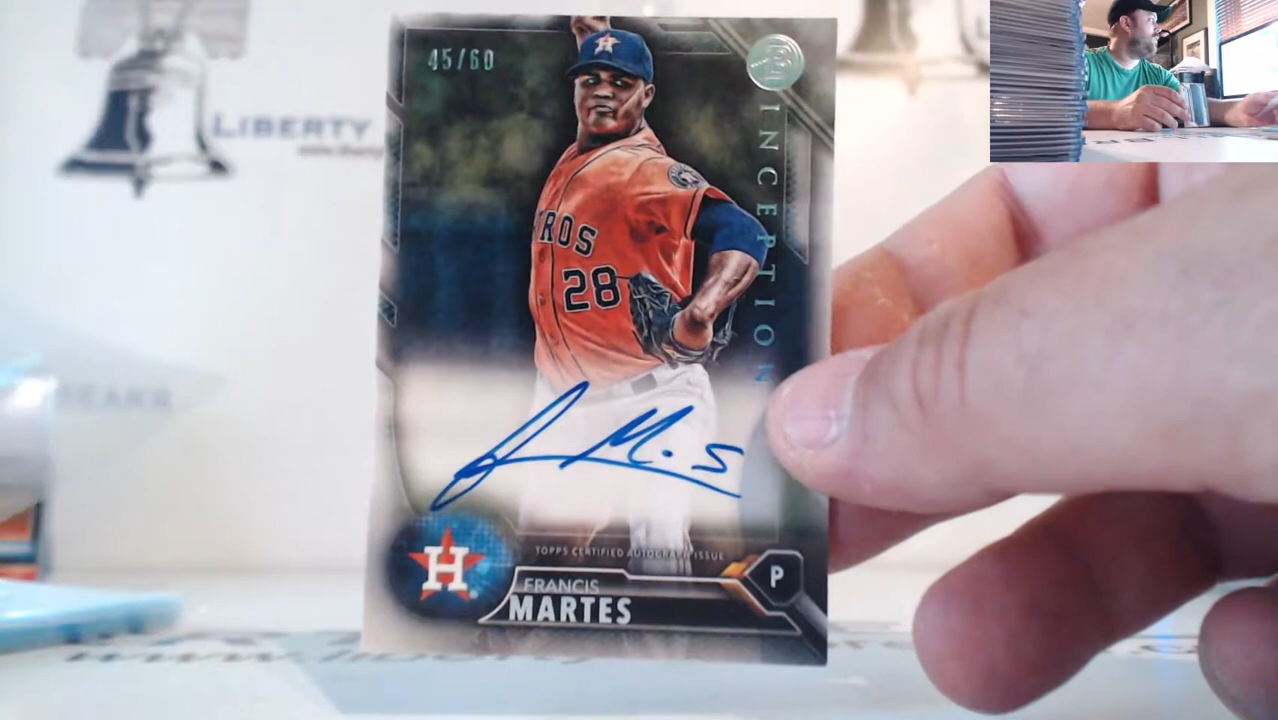 LIBERTY
45/60
INCEPTION
ROS
28
H
TOPPS CERTIFIED AUTOGRAPH ISSUE
P
FRANCIS
MARTES